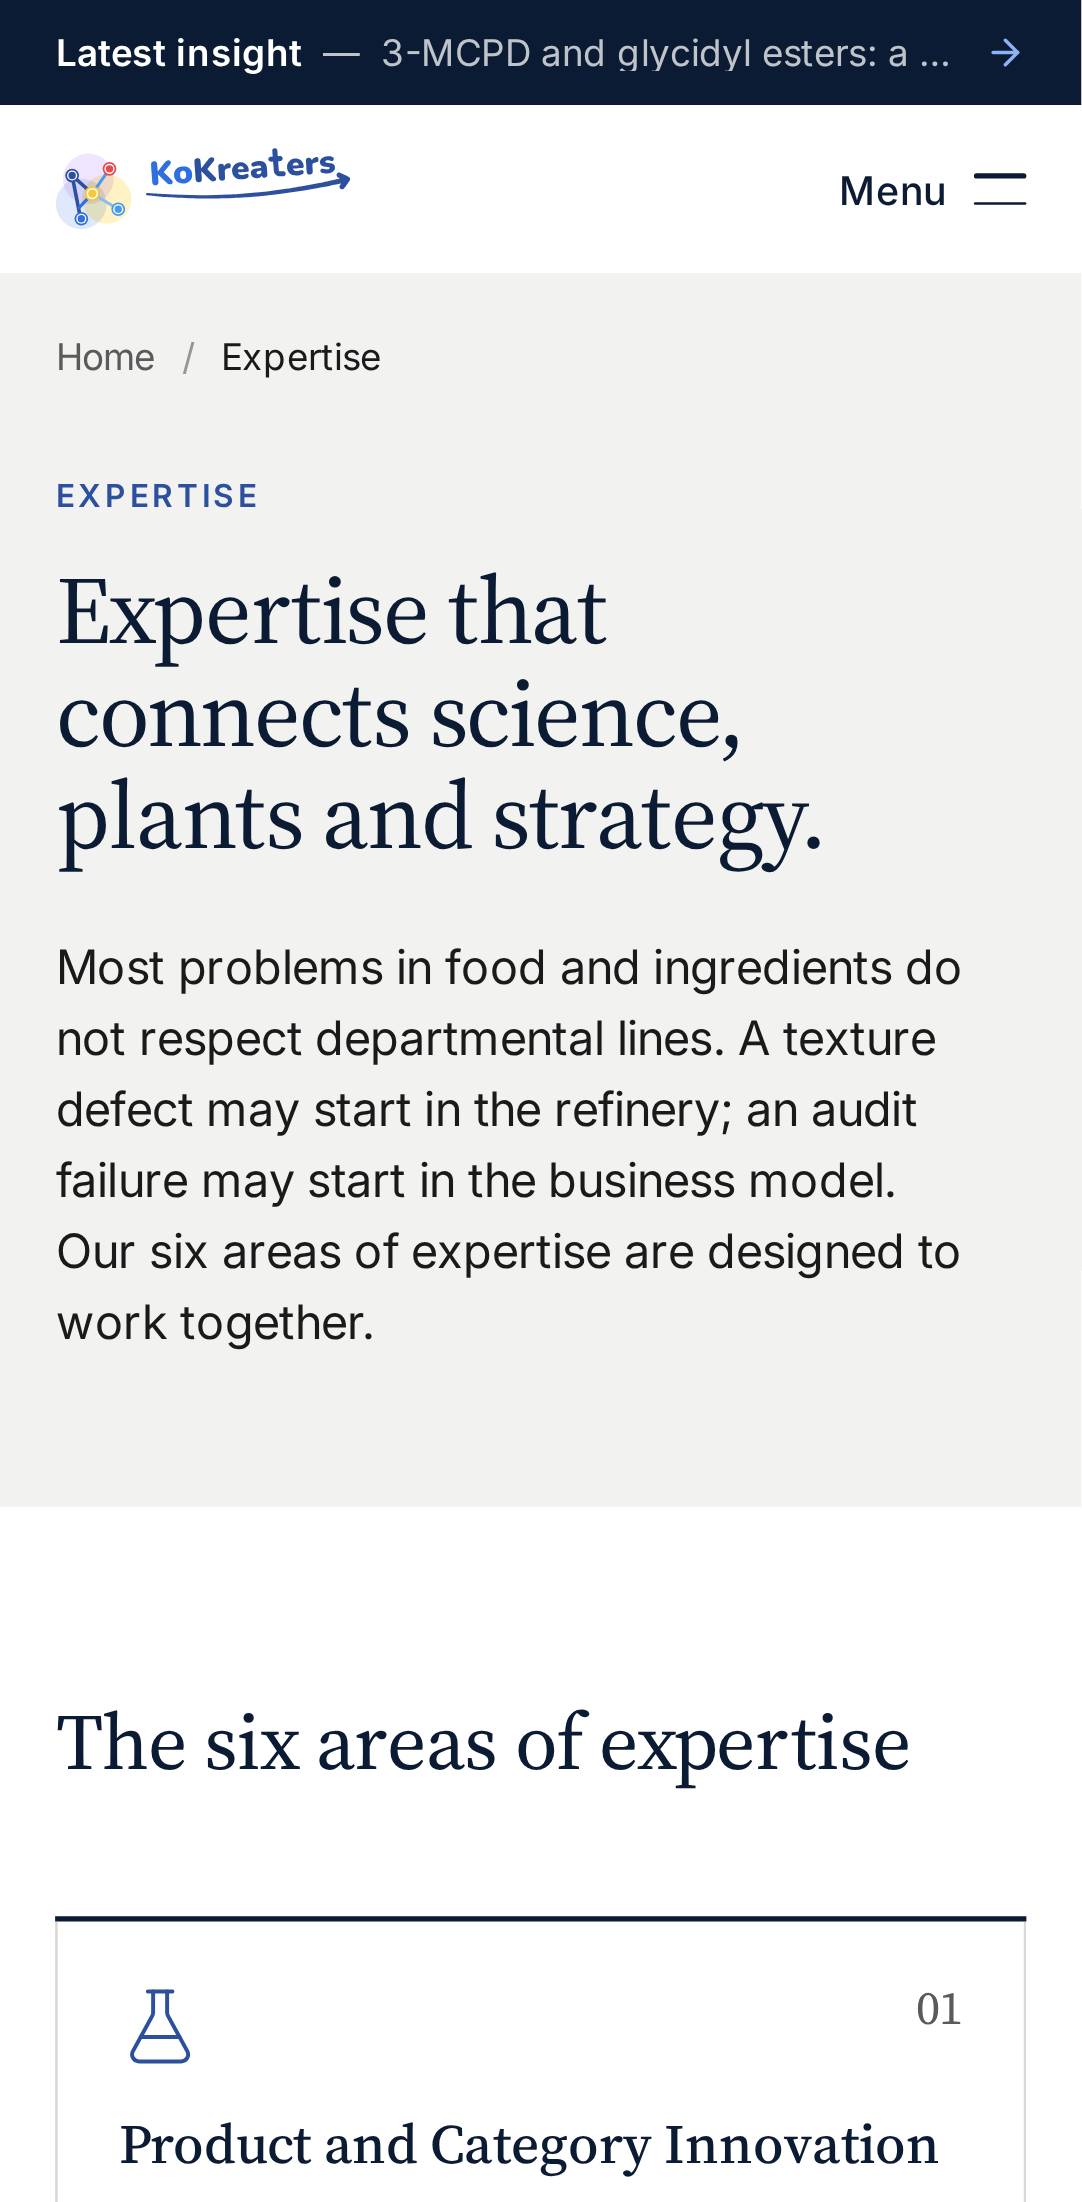 Latest insight — 3-MCPD and glycidyl esters: a ...
KoKreaters
Menu
Home / Expertise
EXPERTISE
Expertise that
connects science,
plants and strategy.
Most problems in food and ingredients do
not respect departmental lines. A texture
defect may start in the refinery; an audit
failure may start in the business model.
Our six areas of expertise are designed to
work together.
The six areas of expertise
01
Product and Category Innovation